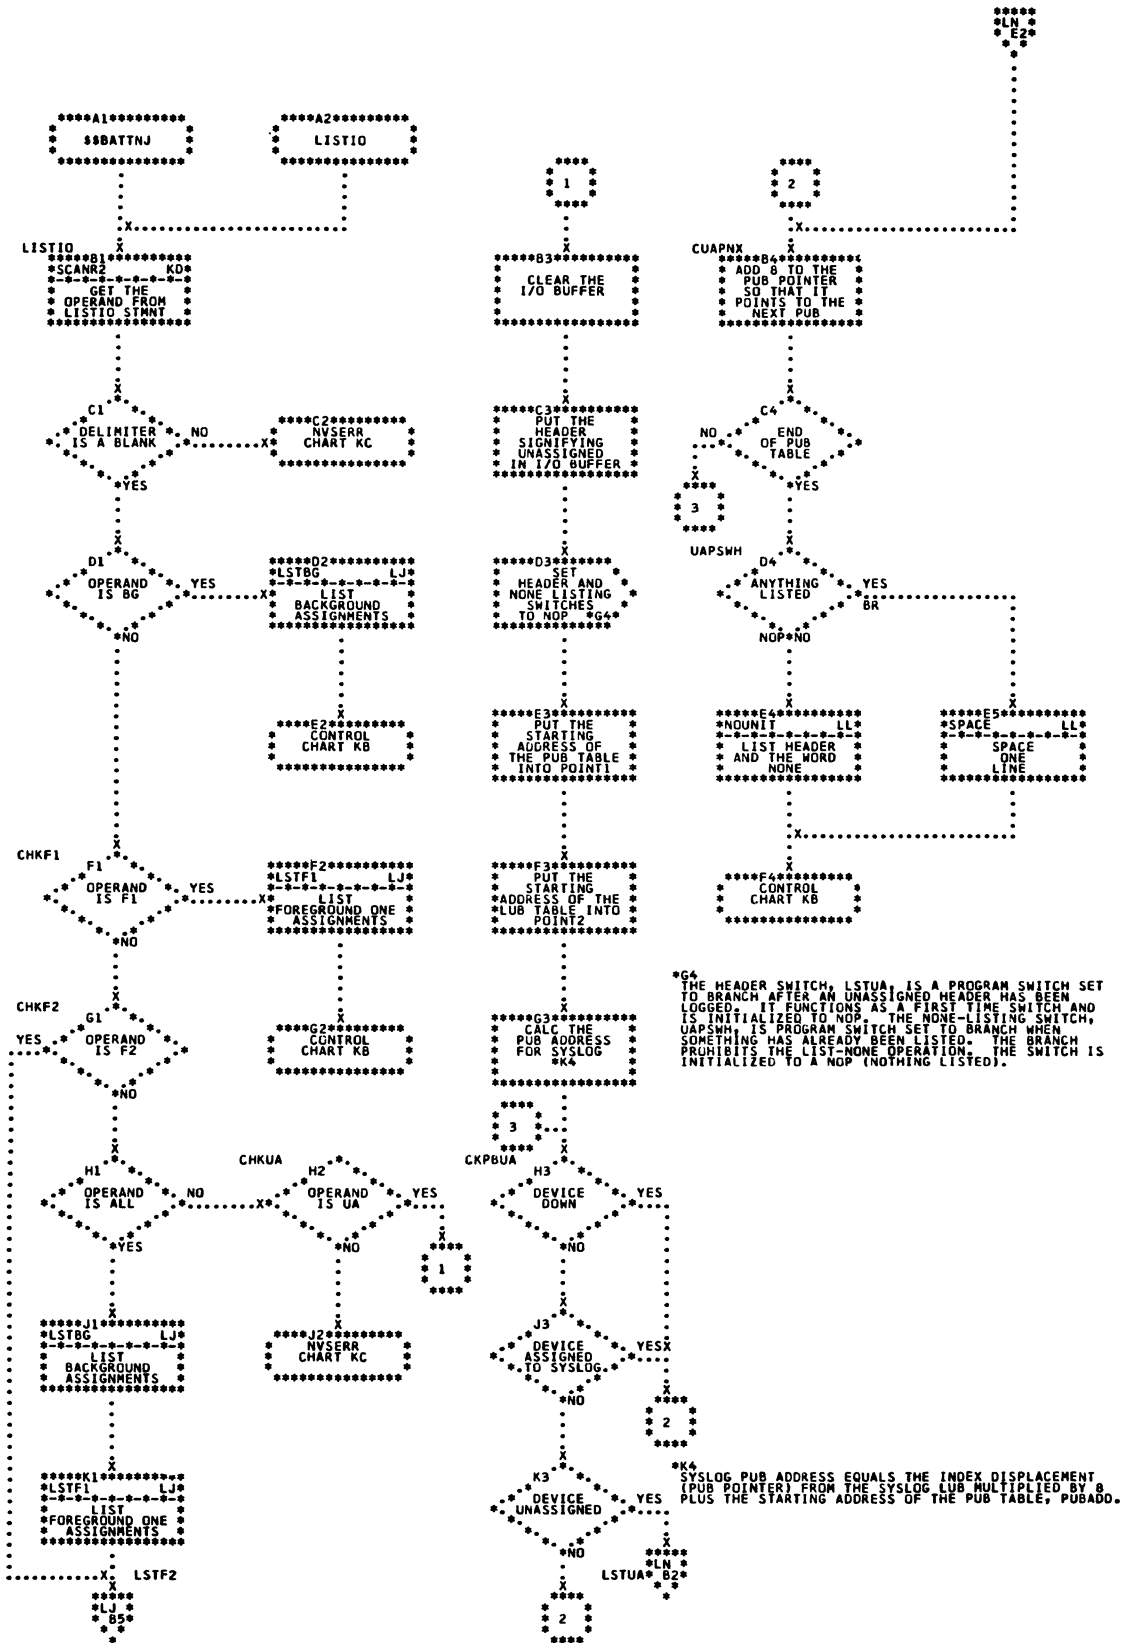 LN
E2
A1
$$BATTNJ
A2
LISTIO
1
2
LISTIO
B1
SCANR2 KD
GET THE
OPERAND FROM
LISTIO STMNT
B3
CLEAR THE
I/O BUFFER
CUAPNX
B4
ADD 8 TO THE
PUB POINTER
SO THAT IT
POINTS TO THE
NEXT PUB
C1
DELIMITER
IS A BLANK
NO
YES
C2
NVSERR
CHART KC
C3
PUT THE
HEADER
SIGNIFYING
UNASSIGNED
IN I/O BUFFER
C4
END
OF PUB
TABLE
NO
YES
3
D1
OPERAND
IS BG
YES
NO
D2
LSTBG LJ
LIST
BACKGROUND
ASSIGNMENTS
D3
SET
HEADER AND
NONE LISTING
SWITCHES
TO NOP *G4*
UAPSWH
D4
ANYTHING
LISTED
YES
BR
NOP*NO
E2
CONTROL
CHART KB
E3
PUT THE
STARTING
ADDRESS OF
THE PUB TABLE
INTO POINT1
E4
NOUNIT LL
LIST HEADER
AND THE WORD
NONE
E5
SPACE LL
SPACE
ONE
LINE
CHKF1
F1
OPERAND
IS F1
YES
NO
F2
LSTF1 LJ
LIST
FOREGROUND ONE
ASSIGNMENTS
F3
PUT THE
STARTING
ADDRESS OF THE
LUB TABLE INTO
POINT2
F4
CONTROL
CHART KB
CHKF2
G1
OPERAND
IS F2
YES
NO
G2
CONTROL
CHART KB
G3
CALC THE
PUB ADDRESS
FOR SYSLOG
*K4
*G4
THE HEADER SWITCH, LSTUA, IS A PROGRAM SWITCH SET
TO BRANCH AFTER AN UNASSIGNED HEADER HAS BEEN
LOGGED. IT FUNCTIONS AS A FIRST TIME SWITCH AND
IS INITIALIZED TO NOP. THE NONE-LISTING SWITCH,
UAPSWH, IS PROGRAM SWITCH SET TO BRANCH WHEN
SOMETHING HAS ALREADY BEEN LISTED. THE BRANCH
PROHIBITS THE LIST-NONE OPERATION. THE SWITCH IS
INITIALIZED TO A NOP (NOTHING LISTED).
3
H1
OPERAND
IS ALL
NO
YES
CHKUA
H2
OPERAND
IS UA
YES
NO
1
CKPBUA
H3
DEVICE
DOWN
YES
NO
J1
LSTBG LJ
LIST
BACKGROUND
ASSIGNMENTS
J2
NVSERR
CHART KC
J3
DEVICE
ASSIGNED
TO SYSLOG
YES
NO
2
K1
LSTF1 LJ
LIST
FOREGROUND ONE
ASSIGNMENTS
K3
DEVICE
UNASSIGNED
YES
NO
*K4
SYSLOG PUB ADDRESS EQUALS THE INDEX DISPLACEMENT
(PUB POINTER) FROM THE SYSLOG LUB MULTIPLIED BY 8
PLUS THE STARTING ADDRESS OF THE PUB TABLE, PUBADD.
LSTF2
LJ
B5
LSTUA
LN
B2
2